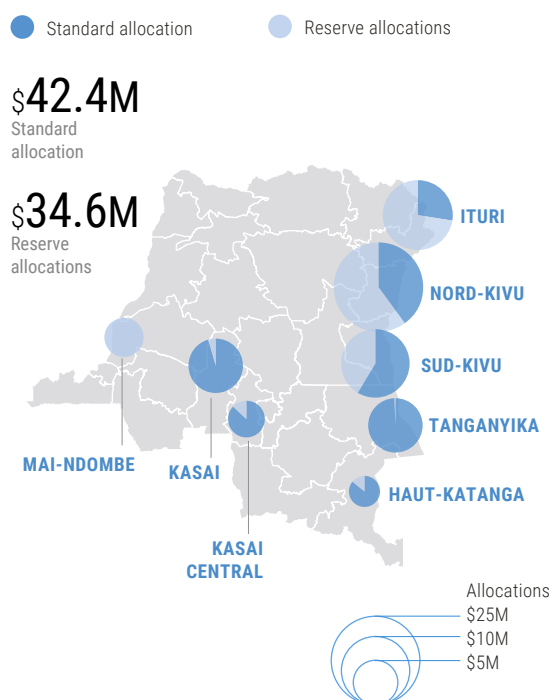 Standard allocation
Reserve allocations
$42.4M
Standard
allocation
$34.6M
Reserve
allocations
ITURI
NORD-KIVU
SUD-KIVU
TANGANYIKA
MAI-NDOMBE
KASAI
HAUT-KATANGA
KASAI
CENTRAL
Allocations
$25M
$10M
$5M